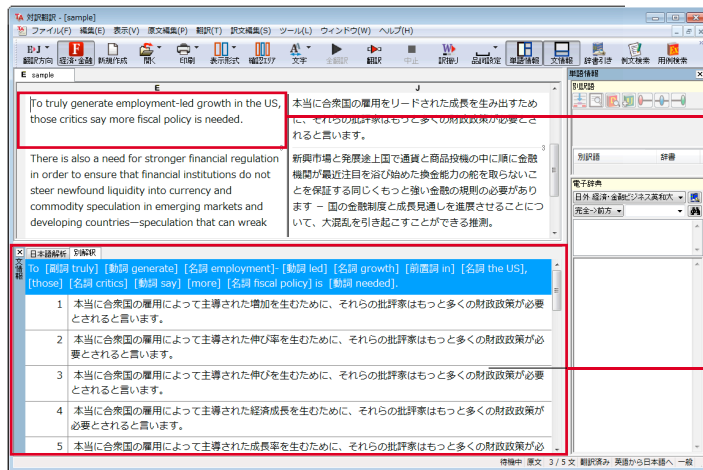 対訳翻訳 - [sample]
ファイル(F) 編集(E) 表示(V) 原文編集(P) 翻訳(T) 訳文編集(S) ツール(L) ウィンドウ(W) ヘルプ(H)
翻訳方向 経済・金融 新規作成 開く 印刷 表示形式 確認エリア 文字 全翻訳 翻訳 中止 訳振り 品詞設定 単語情報 文情報 辞書引き 例文検索 用例検索
E sample
E J
To truly generate employment-led growth in the US,
those critics say more fiscal policy is needed.
本当に合衆国の雇用をリードされた成長を生み出すため
に、それらの批評家はもっと多くの財政政策が必要とさ
れると言います。
3
3
There is also a need for stronger financial regulation
in order to ensure that financial institutions do not
steer newfound liquidity into currency and
commodity speculation in emerging markets and
developing countries—speculation that can wreak
新興市場と発展途上国で通貨と商品投機の中に順に金融
機関が最近注目を浴び始めた換金能力の舵を取らないこ
とを保証する同じくもっと強い金融の規則の必要があり
ます – 国の金融制度と成長見通しを展させることにつ
いて、大混乱を引き起こすことができる推測。
単語情報
別訳語
別訳語 辞書
電子辞典
日外 経済・金融ビジネス英和大
完全->前方
文情報
日本語解析 別解釈
To [副詞 truly] [動詞 generate] [名詞 employment]- [動詞 led] [名詞 growth] [前置詞 in] [名詞 the US],
[those] [名詞 critics] [動詞 say] [more] [名詞 fiscal policy] is [動詞 needed].
1 本当に合衆国の雇用によって主導された増加を生むために、それらの批評家はもっと多くの財政政策が必要
とされると言います。
2 本当に合衆国の雇用によって主導された伸び率を生むために、それらの批評家はもっと多くの財政政策が必
要とされると言います。
3 本当に合衆国の雇用によって主導された伸びを生むために、それらの批評家はもっと多くの財政政策が必要
とされると言います。
4 本当に合衆国の雇用によって主導された経済成長を生むために、それらの批評家はもっと多くの財政政策が
必要とされると言います。
5 本当に合衆国の雇用によって主導された成長率を生むために、それらの批評家はもっと多くの財政政策が必
待機中 原文 3 / 5 文 翻訳済み 英語から日本語へ 一般